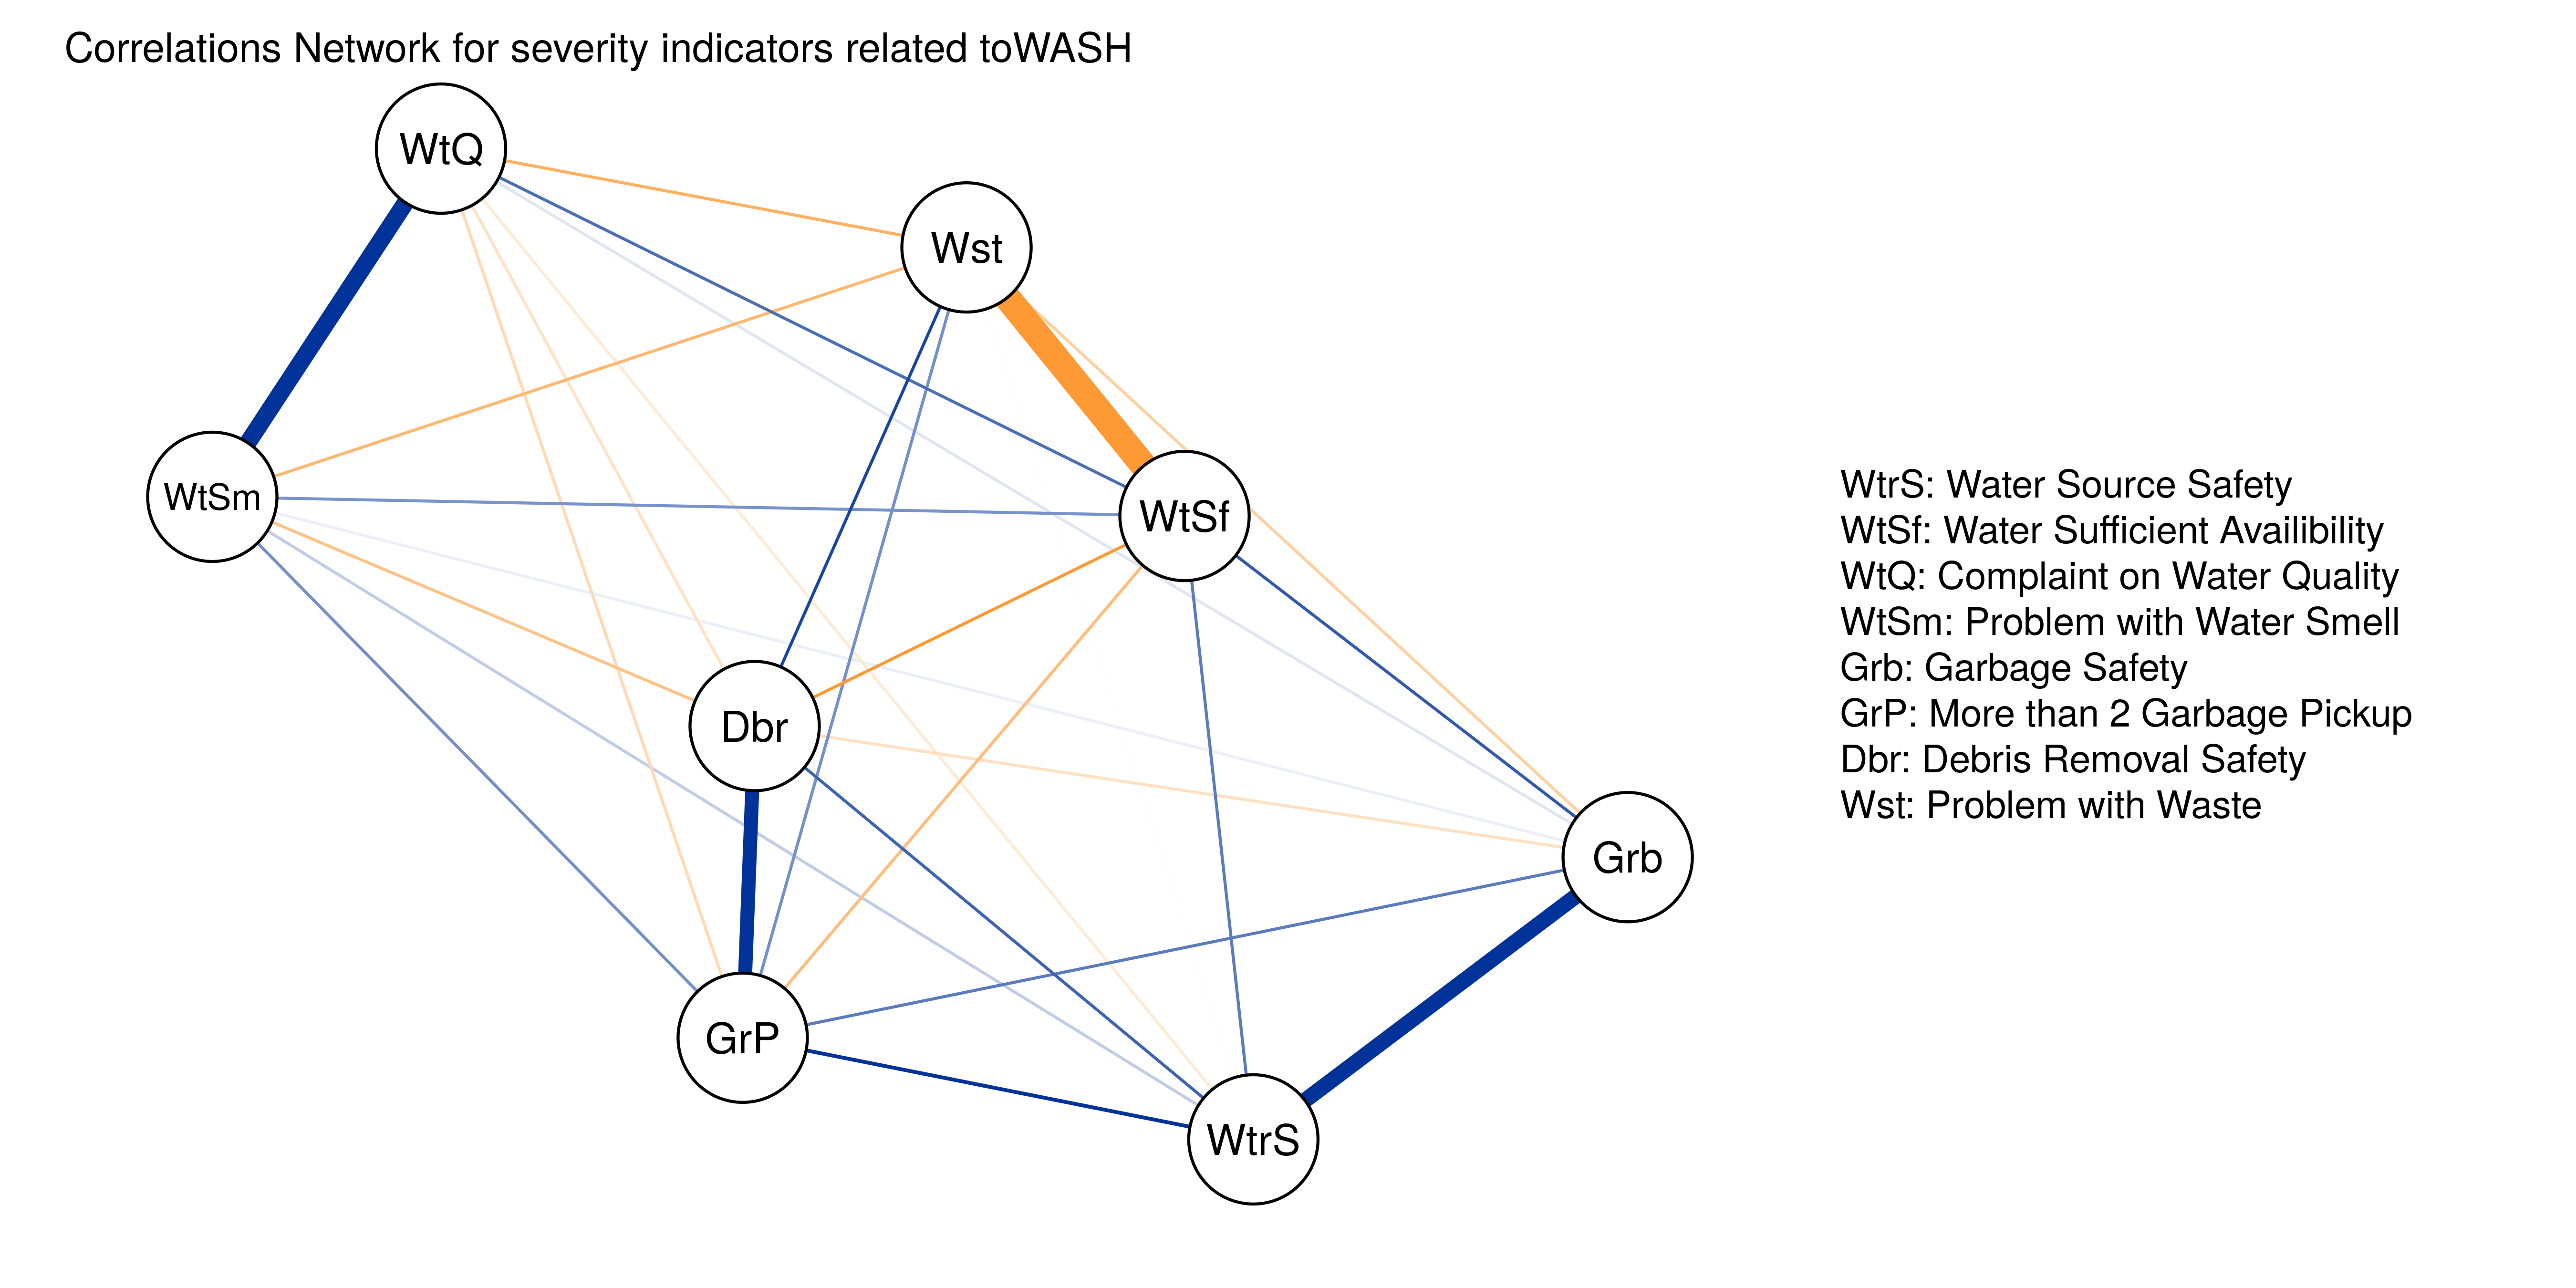 Correlations Network for severity indicators related toWASH
WtQ
Wst
WtSm
WtSf
Dbr
Grb
GrP
WtrS
WtrS: Water Source Safety
WtSf: Water Sufficient Availibility
WtQ: Complaint on Water Quality
WtSm: Problem with Water Smell
Grb: Garbage Safety
GrP: More than 2 Garbage Pickup
Dbr: Debris Removal Safety
Wst: Problem with Waste